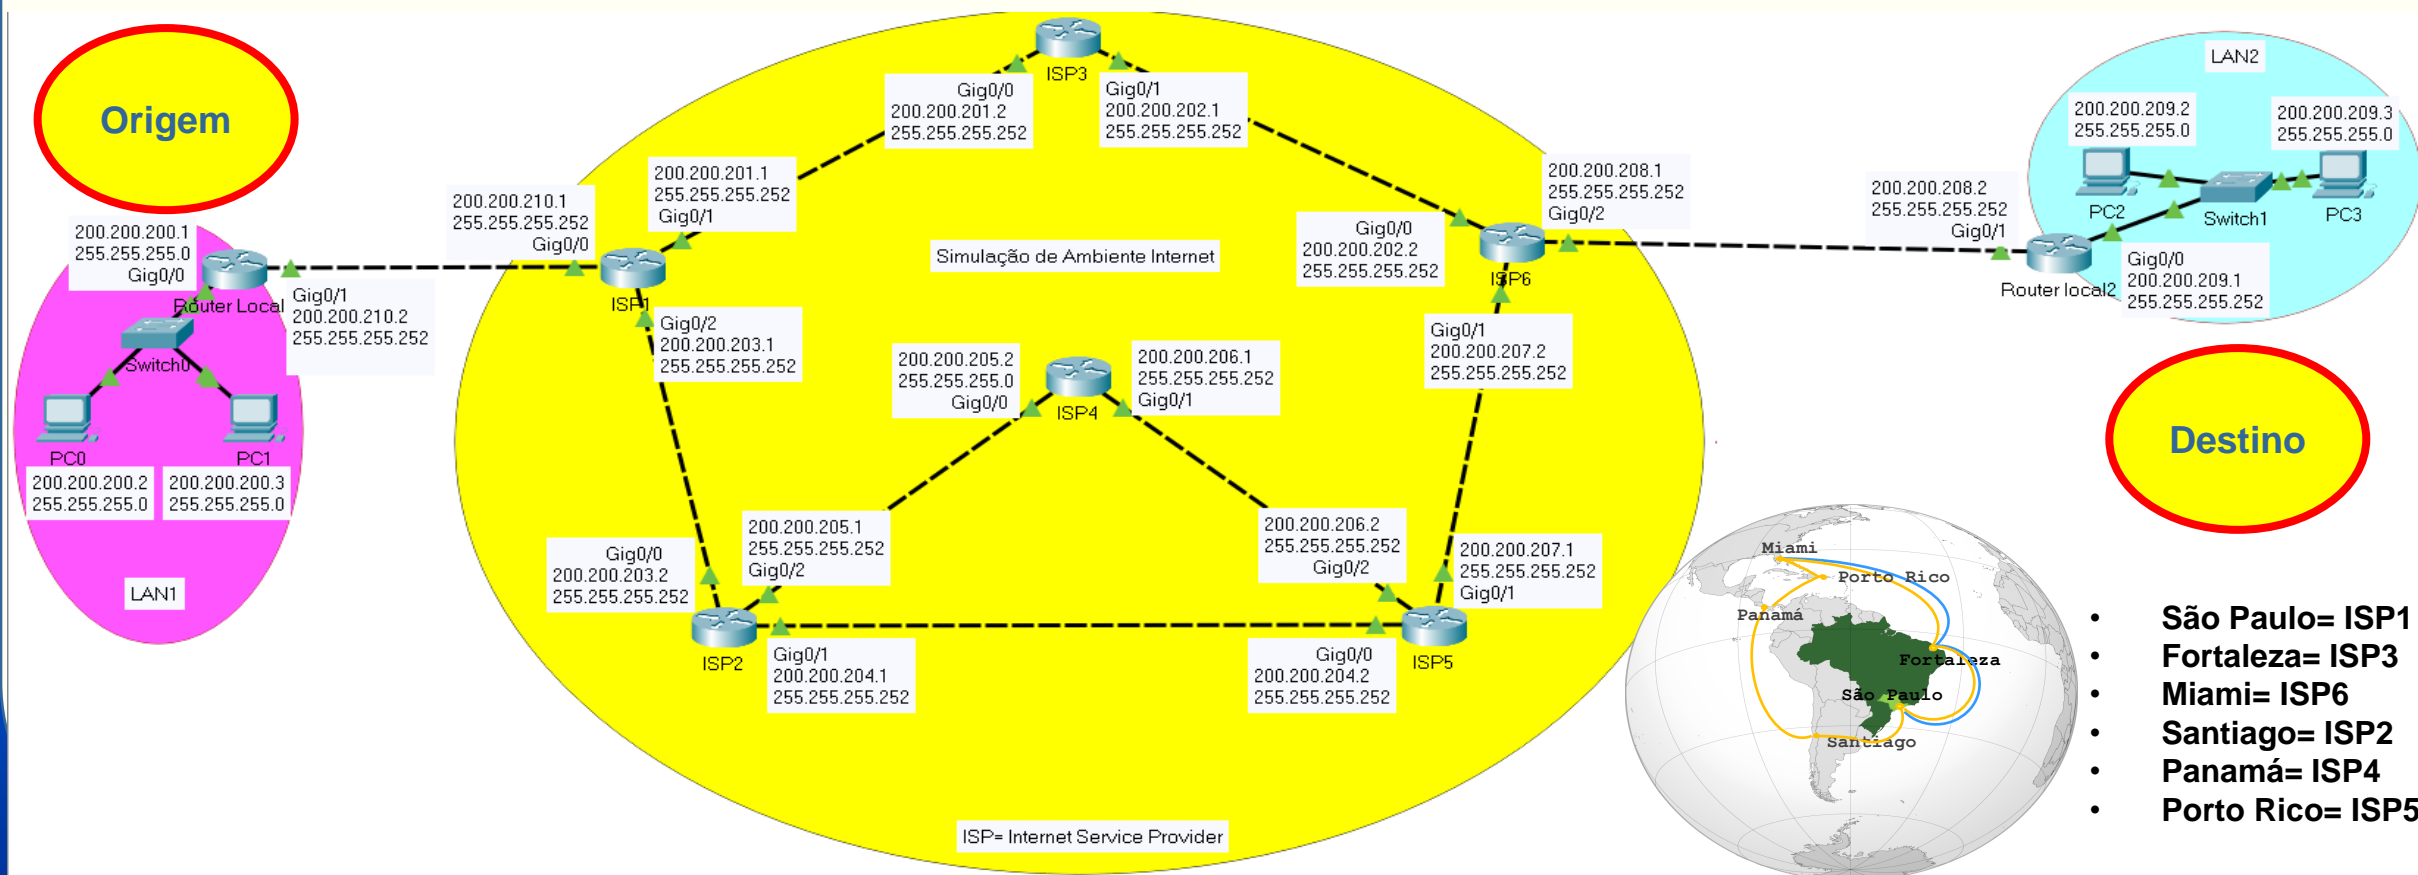 Origem
200.200.200.1
255.255.255.0
Gig0/0
Router Local
Gig0/1
200.200.210.2
255.255.255.252
Switch0
PC0
PC1
200.200.200.2
255.255.255.0
200.200.200.3
255.255.255.0
LAN1
200.200.210.1
255.255.255.252
Gig0/0
ISP1
200.200.201.1
255.255.255.252
Gig0/1
Gig0/2
200.200.203.1
255.255.255.252
ISP3
Gig0/0
200.200.201.2
255.255.255.252
Gig0/1
200.200.202.1
255.255.255.252
Simulação de Ambiente Internet
200.200.205.2
255.255.255.0
Gig0/0
ISP4
200.200.206.1
255.255.255.252
Gig0/1
Gig0/0
200.200.203.2
255.255.255.252
200.200.205.1
255.255.255.252
Gig0/2
ISP2
Gig0/1
200.200.204.1
255.255.255.252
200.200.206.2
255.255.255.252
Gig0/2
200.200.207.1
255.255.255.252
Gig0/1
Gig0/0
200.200.204.2
255.255.255.252
ISP5
Gig0/0
200.200.202.2
255.255.255.252
200.200.208.1
255.255.255.252
Gig0/2
ISP6
Gig0/1
200.200.207.2
255.255.255.252
ISP= Internet Service Provider
200.200.208.2
255.255.255.252
Gig0/1
Router local2
Gig0/0
200.200.209.1
255.255.255.252
LAN2
200.200.209.2
255.255.255.0
200.200.209.3
255.255.255.0
PC2
Switch1
PC3
Destino
Miami
Porto Rico
Panamá
Fortaleza
São Paulo
Santiago
• São Paulo= ISP1
• Fortaleza= ISP3
• Miami= ISP6
• Santiago= ISP2
• Panamá= ISP4
• Porto Rico= ISP5